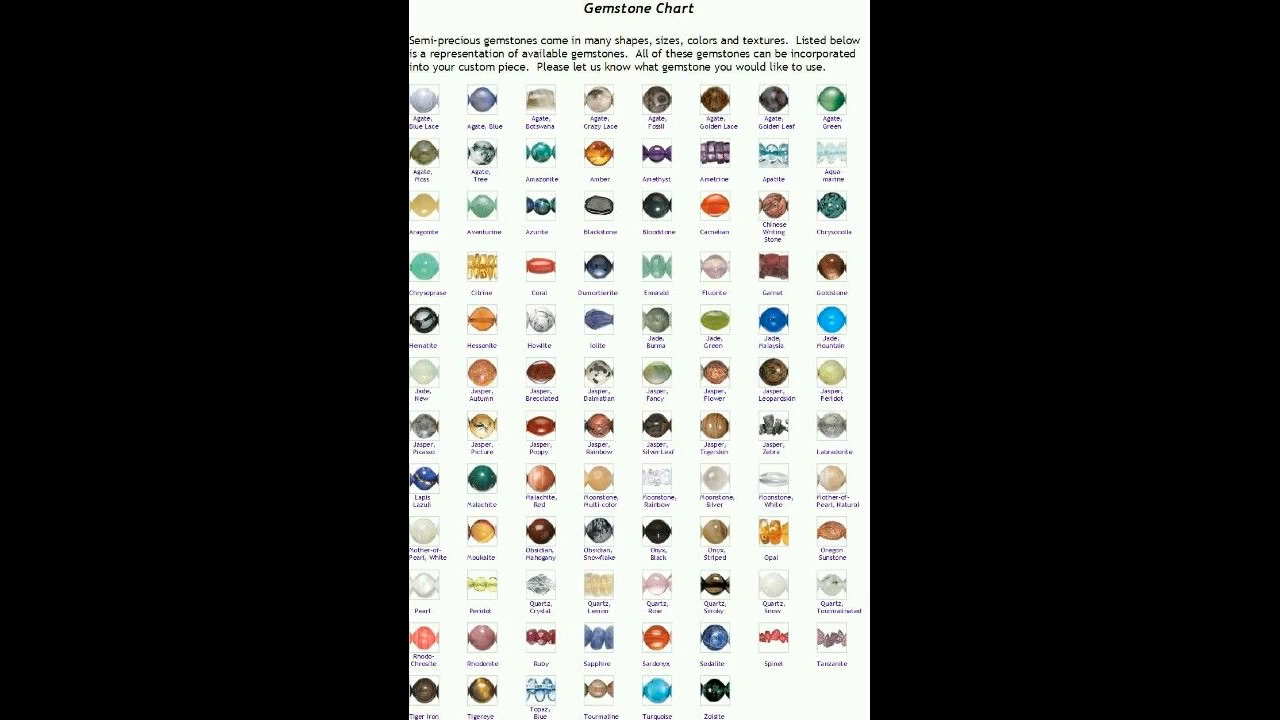 Gemstone Chart
Semi-precious gemstones come in many shapes, sizes, colors and textures. Listed below
is a representation of available gemstones. All of these gemstones can be incorporated
into your custom piece. Please let us know what gemstone you would like to use.
Agate, Blue Lace
Agate, Blue
Agate, Botswana
Agate, Crazy Lace
Agate, Fossil
Agate, Golden Lace
Agate, Golden Leaf
Agate, Green
Agate, Moss
Agate, Tree
Amazonite
Amber
Amethyst
Ametrine
Apatite
Aqua-
marine
Aragonite
Aventurine
Azurite
Blackstone
Bloodstone
Carnelian
Chinese
Writing
Stone
Chrysocolla
Chrysoprase
Citrine
Coral
Dumortierite
Emerald
Fluorite
Garnet
Goldstone
Hematite
Hessonite
Howlite
Iolite
Jade, Burma
Jade, Green
Jade, Malaysia
Jade, Mountain
Jade, New
Jasper, Autumn
Jasper, Brecciated
Jasper, Dalmatian
Jasper, Fancy
Jasper, Flower
Jasper, Leopardskin
Jasper, Peridot
Jasper, Picasso
Jasper, Picture
Jasper, Poppy
Jasper, Rainbow
Jasper, Silver Leaf
Jasper, Tigerskin
Jasper, Zebra
Labradorite
Lapis Lazuli
Malachite
Malachite, Red
Moonstone, Multi-color
Moonstone, Rainbow
Moonstone, Silver
Moonstone, White
Mother-of-
Pearl, Natural
Mother-of-
Pearl, White
Moukaite
Obsidian, Mahogany
Obsidian, Snowflake
Onyx, Black
Onyx, Striped
Opal
Oregon Sunstone
Pearl
Peridot
Quartz, Crystal
Quartz, Lemon
Quartz, Rose
Quartz, Smoky
Quartz, Snow
Quartz, Tourmalinated
Rhodo-
Chrosite
Rhodonite
Ruby
Sapphire
Sardonyx
Sodalite
Spinel
Tanzanite
Tiger Iron
Tigereye
Topaz, Blue
Tourmaline
Turquoise
Zoisite